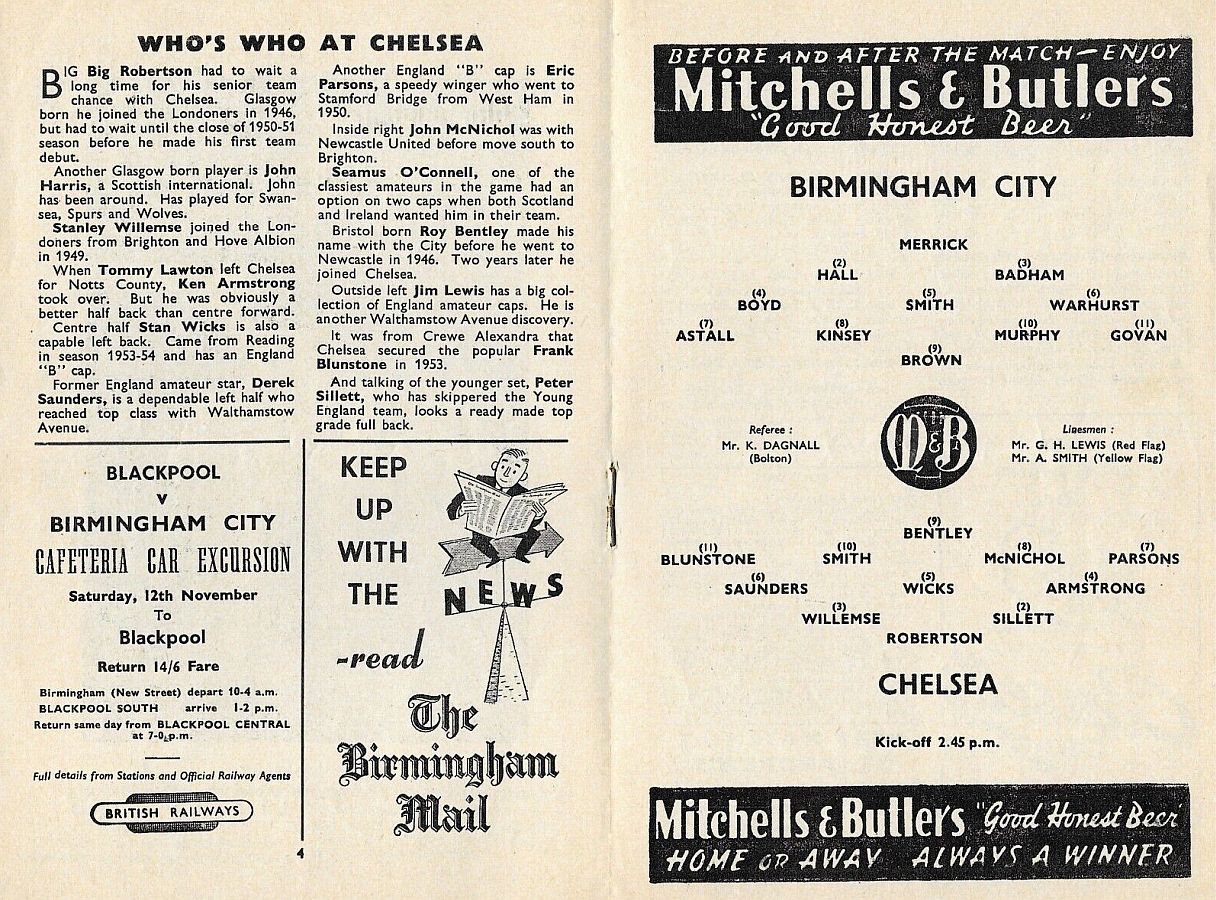 WHO'S WHO AT CHELSEA
BIG Big Robertson had to wait a
long time for his senior team
chance with Chelsea. Glasgow
born he joined the Londoners in 1946,
but had to wait until the close of 1950-51
season before he made his first team
debut.
Another Glasgow born player is John
Harris, a Scottish international. John
has been around. Has played for Swan-
sea, Spurs and Wolves.
Stanley Willemse joined the Lon-
doners from Brighton and Hove Albion
in 1949.
When Tommy Lawton left Chelsea
for Notts County, Ken Armstrong
took over. But he was obviously a
better half back than centre forward.
Centre half Stan Wicks is also a
capable left back. Came from Reading
in season 1953-54 and has an England
"B" cap.
Former England amateur star, Derek
Saunders, is a dependable left half who
reached top class with Walthamstow
Avenue.
Another England "B" cap is Eric
Parsons, a speedy winger who went to
Stamford Bridge from West Ham in
1950.
Inside right John McNichol was with
Newcastle United before move south to
Brighton.
Seamus O'Connell, one of the
classiest amateurs in the game had an
option on two caps when both Scotland
and Ireland wanted him in their team.
Bristol born Roy Bentley made his
name with the City before he went to
Newcastle in 1946. Two years later he
joined Chelsea.
Outside left Jim Lewis has a big col-
lection of England amateur caps. He is
another Walthamstow Avenue discovery.
It was from Crewe Alexandra that
Chelsea secured the popular Frank
Blunstone in 1953.
And talking of the younger set, Peter
Sillett, who has skippered the Young
England team, looks a ready made top
grade full back.
BLACKPOOL
v
BIRMINGHAM CITY
CAFETERIA CAR EXCURSION
Saturday, 12th November
To
Blackpool
Return 14/6 Fare
Birmingham (New Street) depart 10-4 a.m.
BLACKPOOL SOUTH arrive 1-2 p.m.
Return same day from BLACKPOOL CENTRAL
at 7-0 p.m.
Full details from Stations and Official Railway Agents
BRITISH RAILWAYS
KEEP
UP
WITH
THE
NEWS
-read
The
Birmingham
Mail
4
BEFORE AND AFTER THE MATCH—ENJOY
Mitchells & Butlers
"Good Honest Beer"
BIRMINGHAM CITY
MERRICK
(2) (3)
HALL BADHAM
(4) (5) (6)
BOYD SMITH WARHURST
(7) (8) (10) (11)
ASTALL KINSEY MURPHY GOVAN
(9)
BROWN
Referee :
Mr. K. DAGNALL
(Bolton)
M&B
Linesmen :
Mr. G. H. LEWIS (Red Flag)
Mr. A. SMITH (Yellow Flag)
(9)
BENTLEY
(11) (10) (8) (7)
BLUNSTONE SMITH McNICHOL PARSONS
(6) (5) (4)
SAUNDERS WICKS ARMSTRONG
(3) (2)
WILLEMSE SILLETT
ROBERTSON
CHELSEA
Kick-off 2.45 p.m.
Mitchells & Butlers "Good Honest Beer"
HOME OR AWAY ALWAYS A WINNER